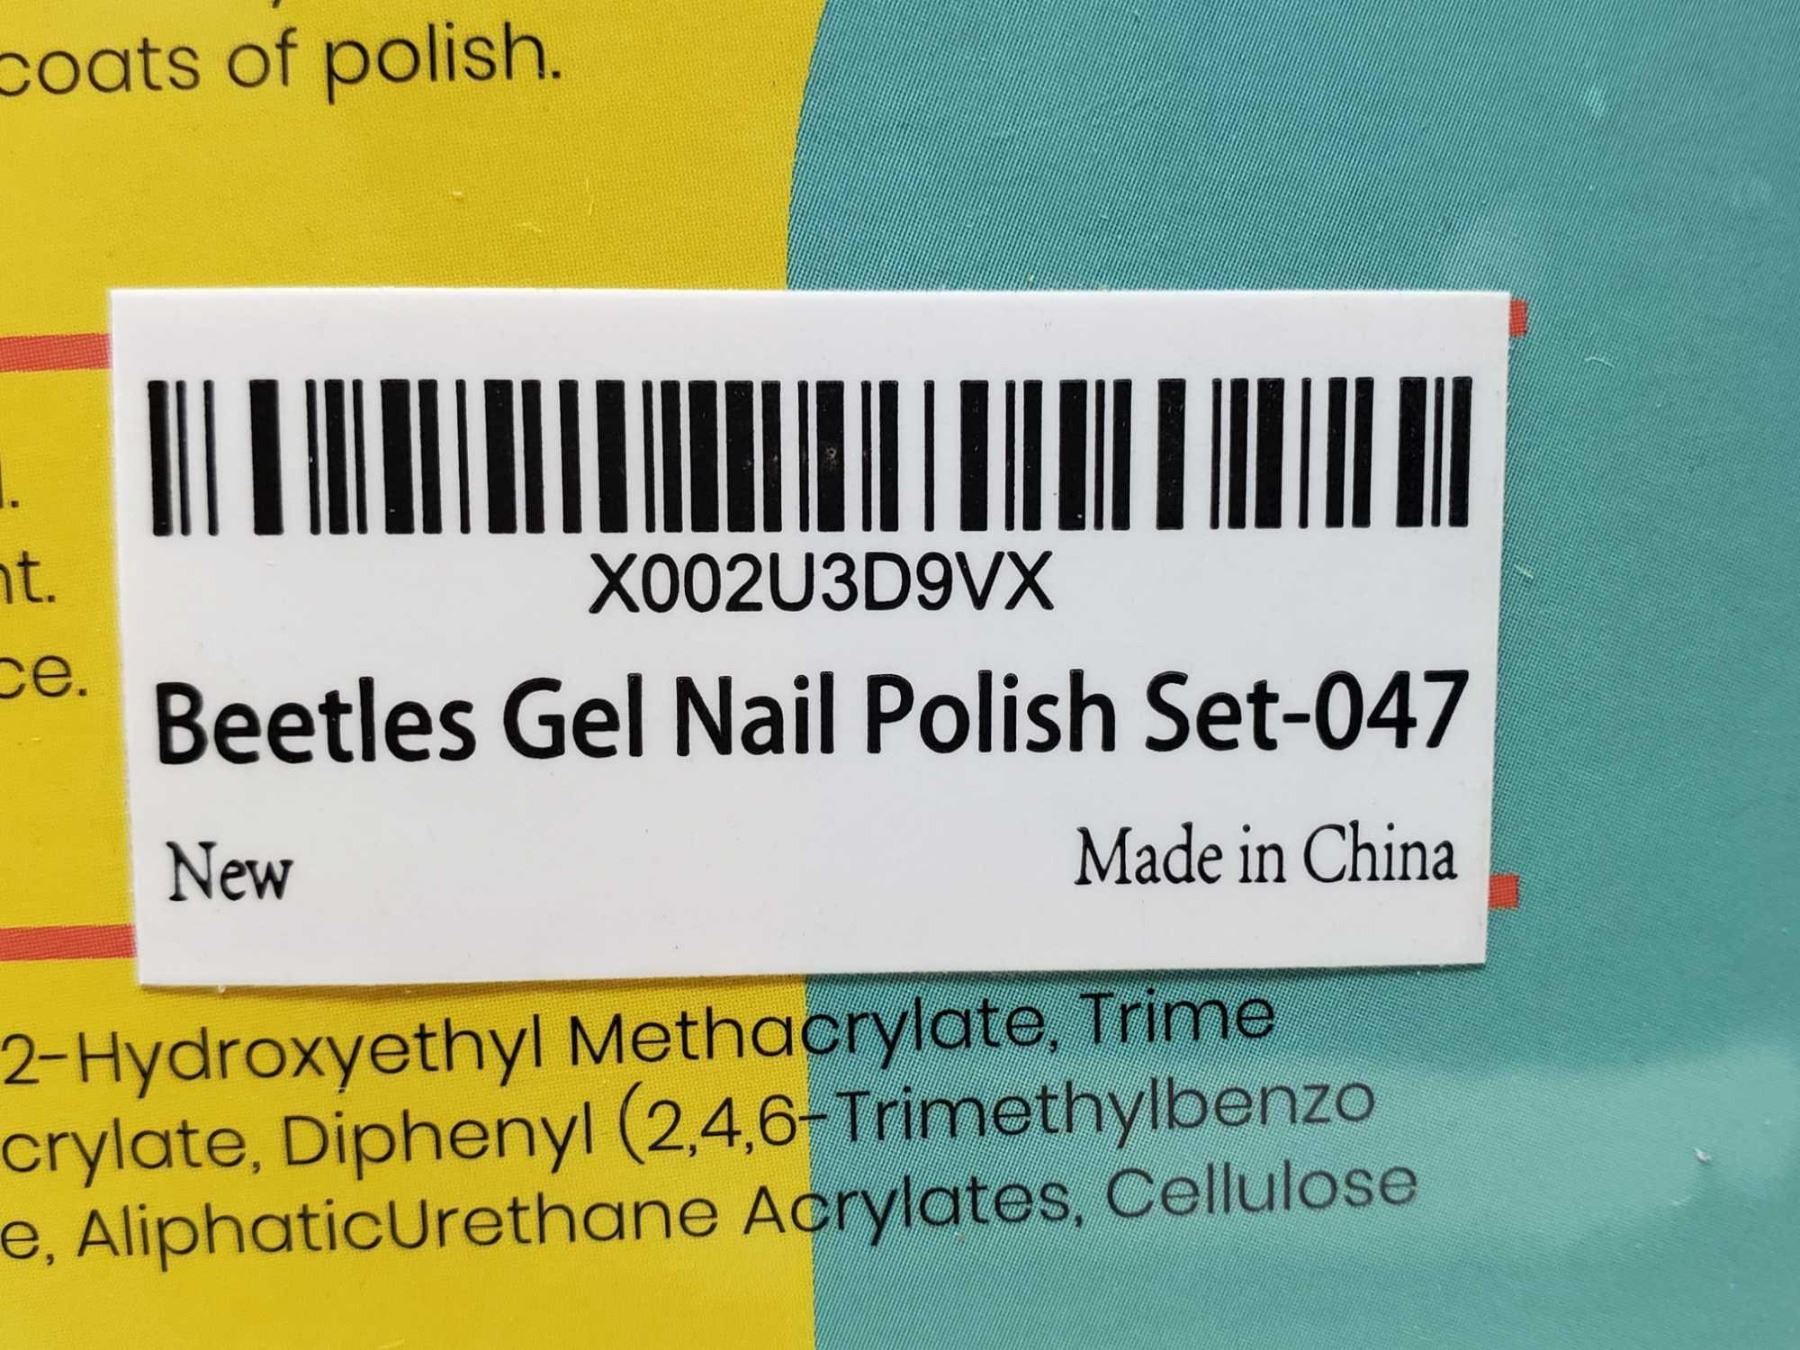 coats of polish.
ce.
X002U3D9VX
Beetles Gel Nail Polish Set-047
New
Made in China
2-Hydroxyethyl Methacrylate, Trime
crylate, Diphenyl (2,4,6-Trimethylbenzo
e, AliphaticUrethane Acrylates, Cellulose